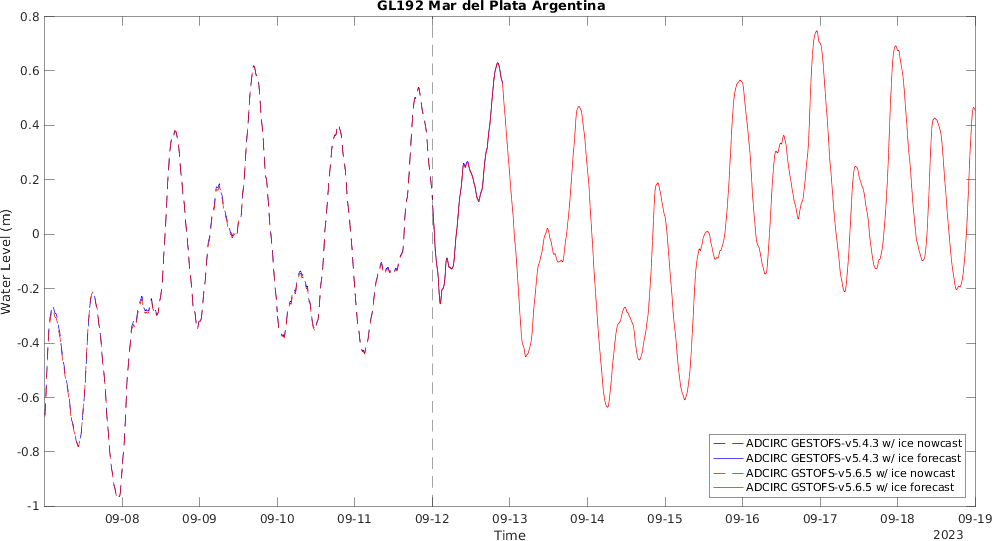 GL192 Mar del Plata Argentina
0.8
0.6
0.4
0.2
0
-0.2
-0.4
-0.6
-0.8
-1
Water Level (m)
ADCIRC GESTOFS-v5.4.3 w/ ice nowcast
ADCIRC GESTOFS-v5.4.3 w/ ice forecast
ADCIRC GSTOFS-v5.6.5 w/ ice nowcast
ADCIRC GSTOFS-v5.6.5 w/ ice forecast
09-08 09-09 09-10 09-11 09-12 09-13 09-14 09-15 09-16 09-17 09-18 09-19
Time
2023